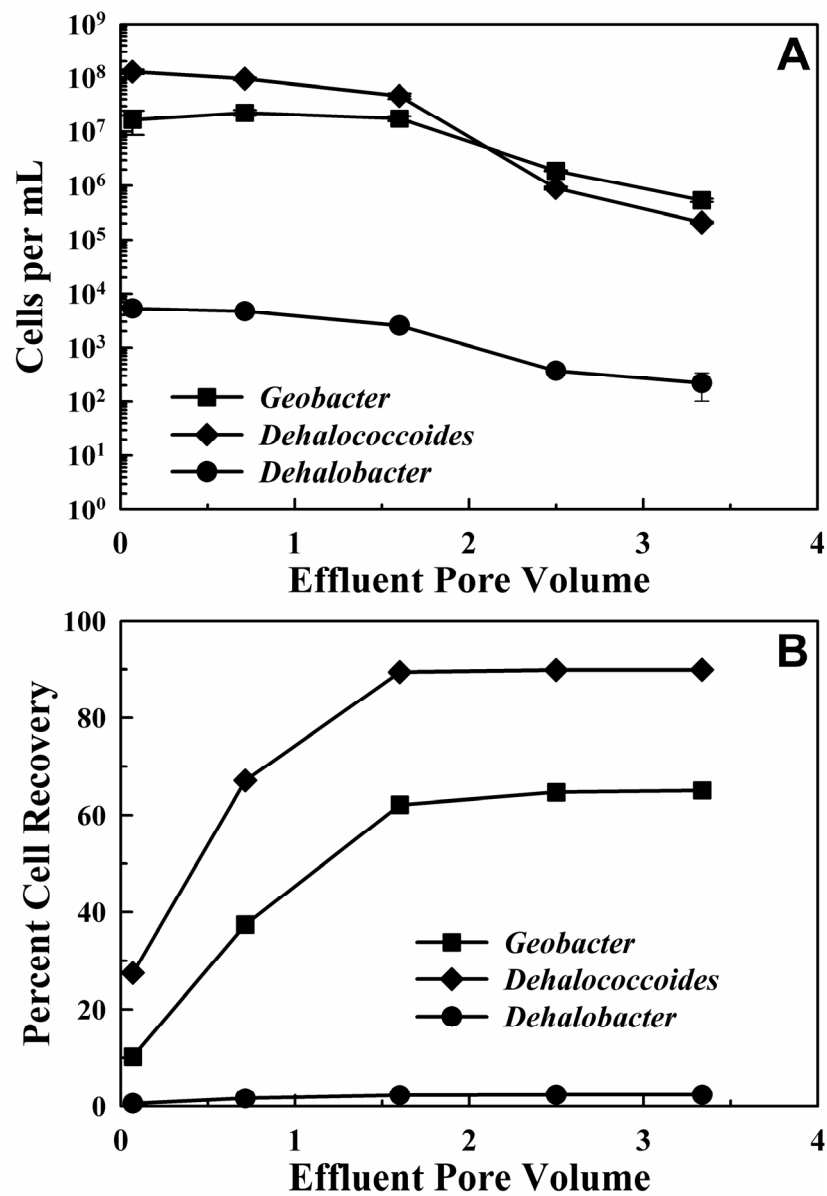 A
Cells per mL
10⁹
10⁸
10⁷
10⁶
10⁵
10⁴
10³
10²
10¹
10⁰
Geobacter
Dehalococcoides
Dehalobacter
0 1 2 3 4
Effluent Pore Volume
B
Percent Cell Recovery
100
80
60
40
20
0
Geobacter
Dehalococcoides
Dehalobacter
0 1 2 3 4
Effluent Pore Volume